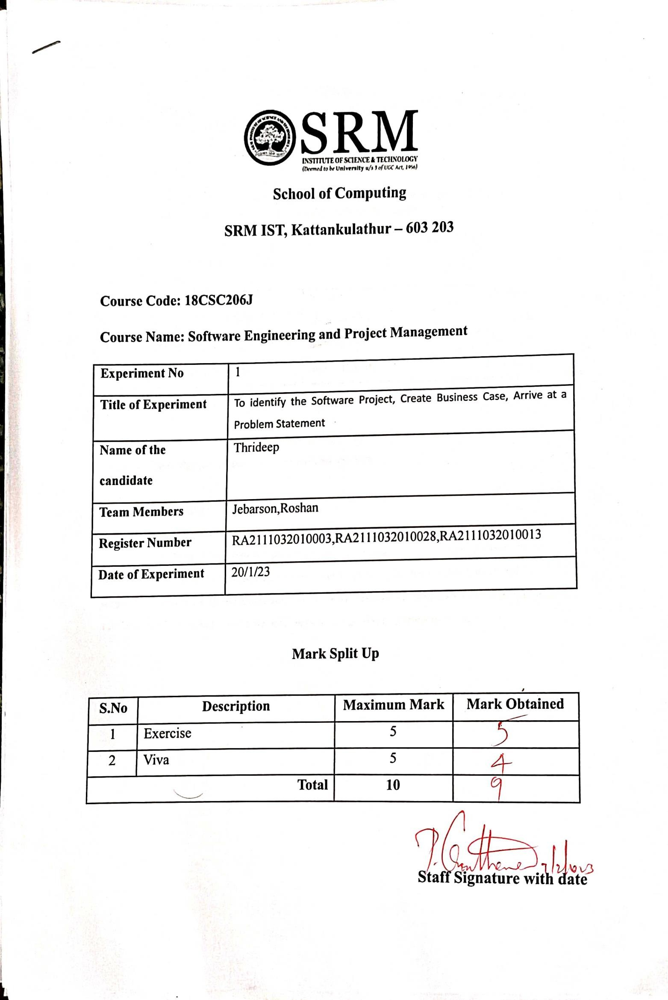 SRM
INSTITUTE OF SCIENCE & TECHNOLOGY
(Deemed to be University u/s 3 of UGC Act, 1956)
School of Computing
SRM IST, Kattankulathur – 603 203
Course Code: 18CSC206J
Course Name: Software Engineering and Project Management
Experiment No 1
Title of Experiment To identify the Software Project, Create Business Case, Arrive at a
Problem Statement
Name of the Thrideep
candidate
Team Members Jebarson,Roshan
Register Number RA2111032010003,RA2111032010028,RA2111032010013
Date of Experiment 20/1/23
Mark Split Up
S.No Description Maximum Mark Mark Obtained
1 Exercise 5 5
2 Viva 5 4
Total 10 9
Staff Signature with date